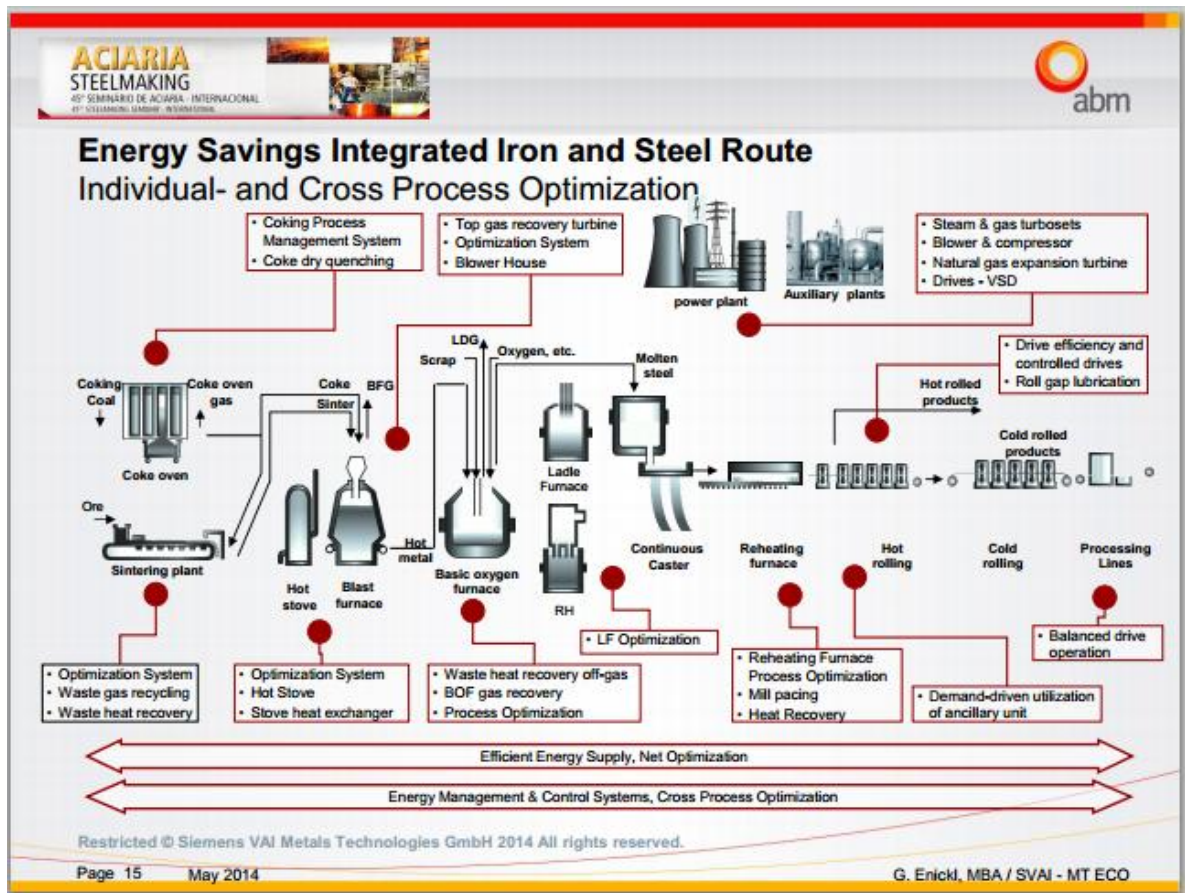 ACIARIA
STEELMAKING
45º SEMINÁRIO DE ACIARIA - INTERNACIONAL
abm
Energy Savings Integrated Iron and Steel Route
Individual- and Cross Process Optimization
• Coking Process
Management System
• Coke dry quenching
• Top gas recovery turbine
• Optimization System
• Blower House
power plant
Auxiliary plants
• Steam & gas turbosets
• Blower & compressor
• Natural gas expansion turbine
• Drives - VSD
• Drive efficiency and
controlled drives
• Roll gap lubrication
Coking
Coal
Coke oven
gas
Coke oven
Coke
Sinter
BFG
LDG
Scrap
Oxygen, etc.
Molten
steel
Hot rolled
products
Cold rolled
products
Ore
Sintering plant
Hot
stove
Blast
furnace
Hot
metal
Basic oxygen
furnace
Ladle
Furnace
RH
Continuous
Caster
Reheating
furnace
Hot
rolling
Cold
rolling
Processing
Lines
• Optimization System
• Waste gas recycling
• Waste heat recovery
• Optimization System
• Hot Stove
• Stove heat exchanger
• Waste heat recovery off-gas
• BOF gas recovery
• Process Optimization
• LF Optimization
• Reheating Furnace
Process Optimization
• Mill pacing
• Heat Recovery
• Demand-driven utilization
of ancillary unit
• Balanced drive
operation
Efficient Energy Supply, Net Optimization
Energy Management & Control Systems, Cross Process Optimization
Restricted © Siemens VAI Metals Technologies GmbH 2014 All rights reserved.
Page 15 May 2014
G. Enickl, MBA / SVAI - MT ECO